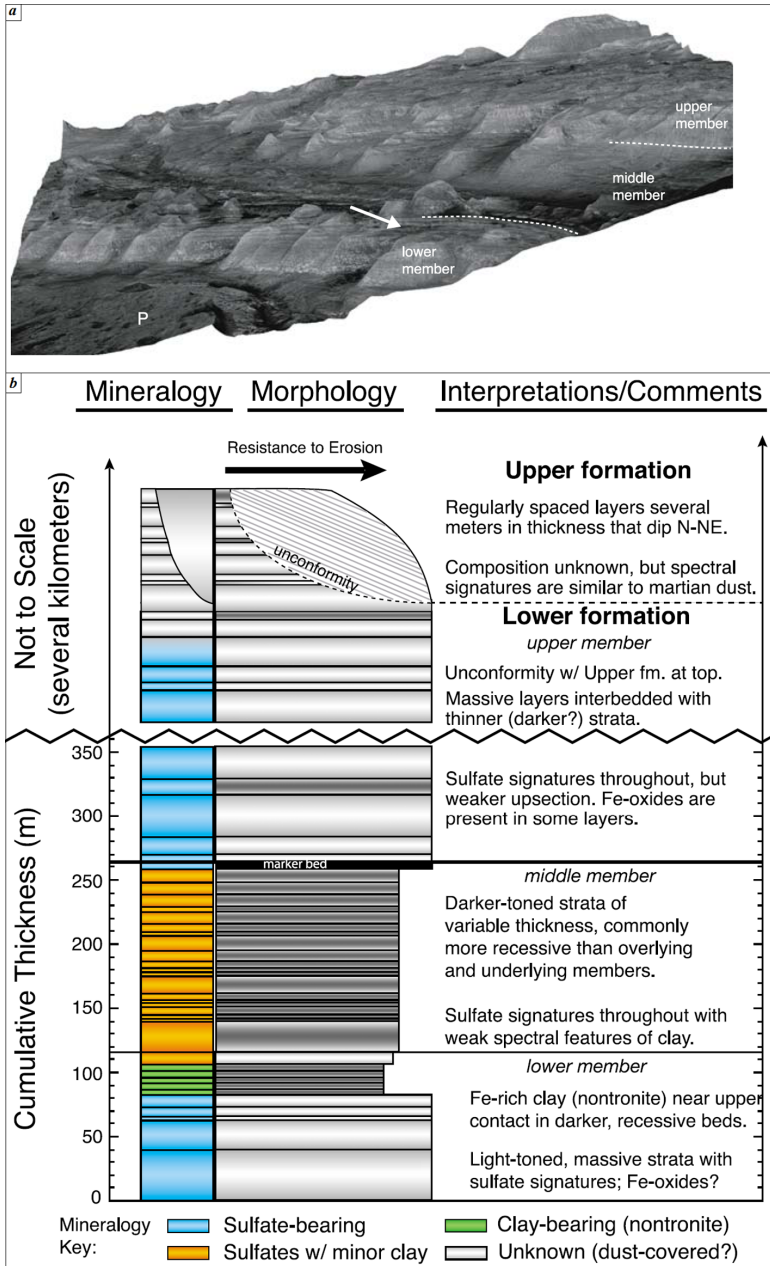 a
upper
member
middle
member
lower
member
P
b
Mineralogy
Morphology
Interpretations/Comments
Resistance to Erosion
Not to Scale
(several kilometers)
unconformity
Upper formation
Regularly spaced layers several
meters in thickness that dip N-NE.
Composition unknown, but spectral
signatures are similar to martian dust.
Lower formation
upper member
Unconformity w/ Upper fm. at top.
Massive layers interbedded with
thinner (darker?) strata.
Cumulative Thickness (m)
350
300
250
200
150
100
50
0
Sulfate signatures throughout, but
weaker upsection. Fe-oxides are
present in some layers.
marker bed
middle member
Darker-toned strata of
variable thickness, commonly
more recessive than overlying
and underlying members.
Sulfate signatures throughout with
weak spectral features of clay.
lower member
Fe-rich clay (nontronite) near upper
contact in darker, recessive beds.
Light-toned, massive strata with
sulfate signatures; Fe-oxides?
Mineralogy
Key:
Sulfate-bearing
Sulfates w/ minor clay
Clay-bearing (nontronite)
Unknown (dust-covered?)